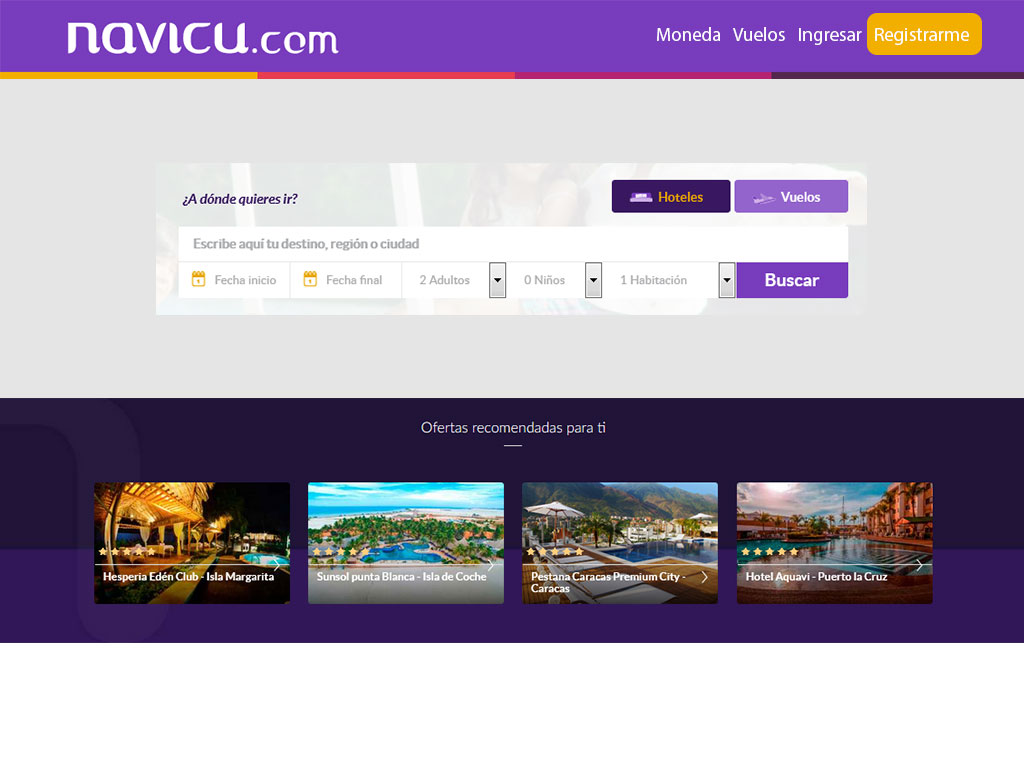 navicu.com
Moneda Vuelos Ingresar Registrarme
¿A dónde quieres ir?
Hoteles
Vuelos
Escribe aquí tu destino, región o ciudad
Fecha inicio
Fecha final
2 Adultos
0 Niños
1 Habitación
Buscar
Ofertas recomendadas para ti
Hesperia Edén Club - Isla Margarita
Sunsol punta Blanca - Isla de Coche
Pestana Caracas Premium City -
Caracas
Hotel Aquavi - Puerto la Cruz